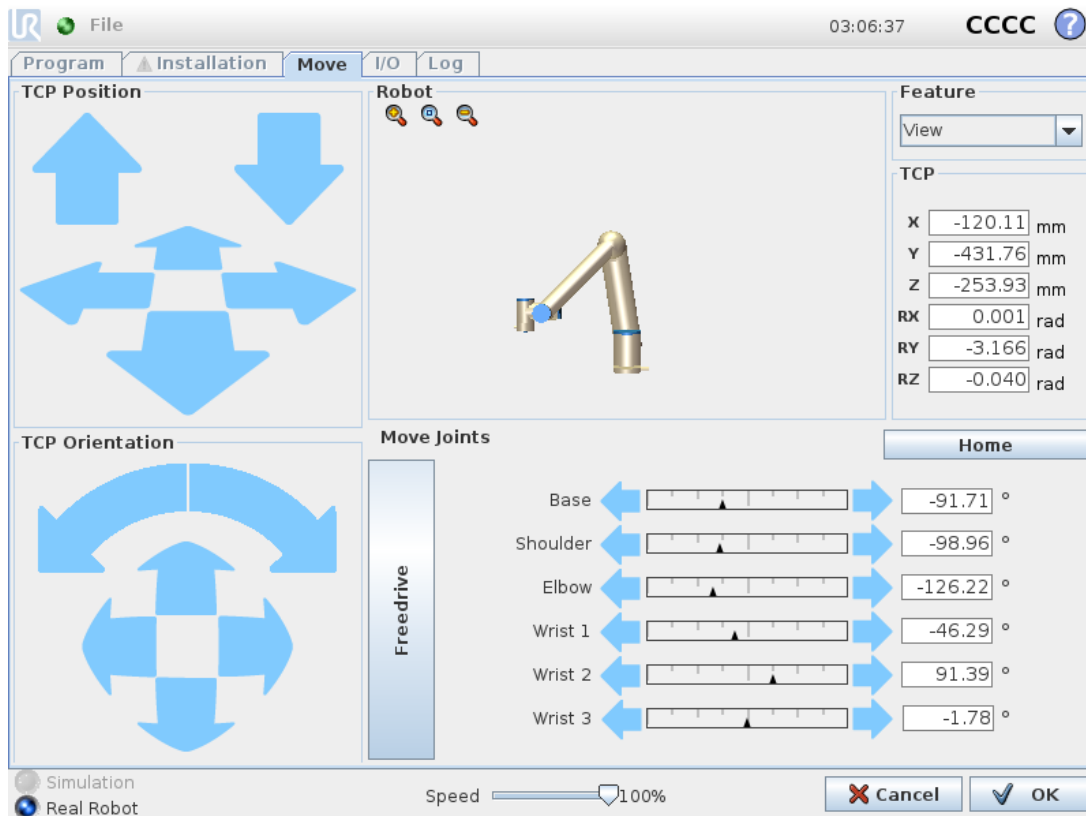 UR File 03:06:37 CCCC ?
Program Installation Move I/O Log
TCP Position
Robot
Feature
View
TCP
X -120.11 mm
Y -431.76 mm
Z -253.93 mm
RX 0.001 rad
RY -3.166 rad
RZ -0.040 rad
TCP Orientation
Move Joints
Home
Freedrive
Base -91.71 °
Shoulder -98.96 °
Elbow -126.22 °
Wrist 1 -46.29 °
Wrist 2 91.39 °
Wrist 3 -1.78 °
Simulation
Real Robot
Speed 100%
Cancel OK